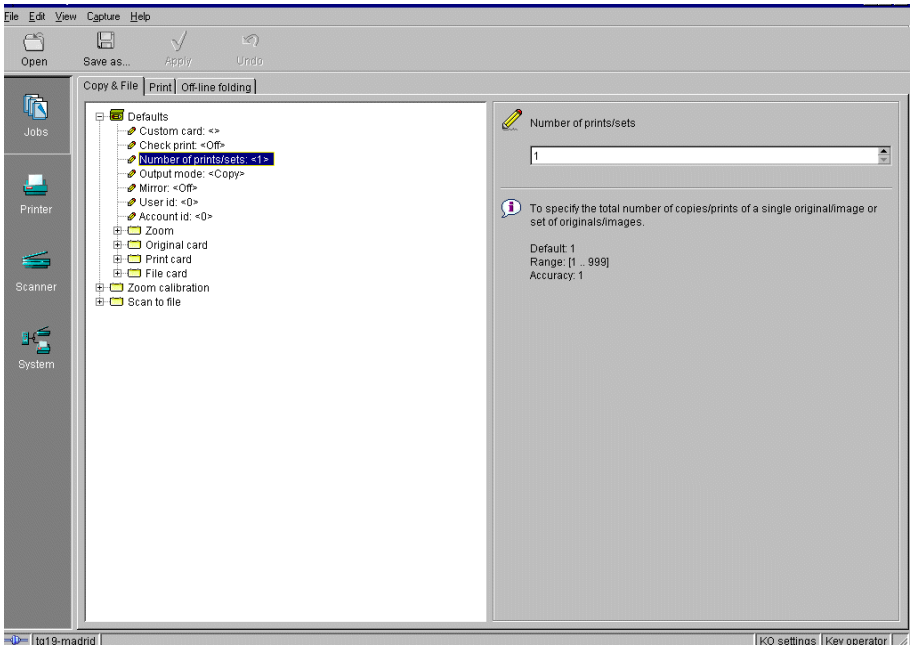 File Edit View Capture Help
Open Save as... Apply Undo
Jobs
Printer
Scanner
System
Copy & File Print Off-line folding
Defaults
Custom card: <>
Check print: <Off>
Number of prints/sets: <1>
Output mode: <Copy>
Mirror: <Off>
User id: <0>
Account id: <0>
Zoom
Original card
Print card
File card
Zoom calibration
Scan to file
Number of prints/sets
1
To specify the total number of copies/prints of a single original/image or
set of originals/images.
Default: 1
Range: [1 .. 999]
Accuracy: 1
tg19-madrid KO settings Key operator